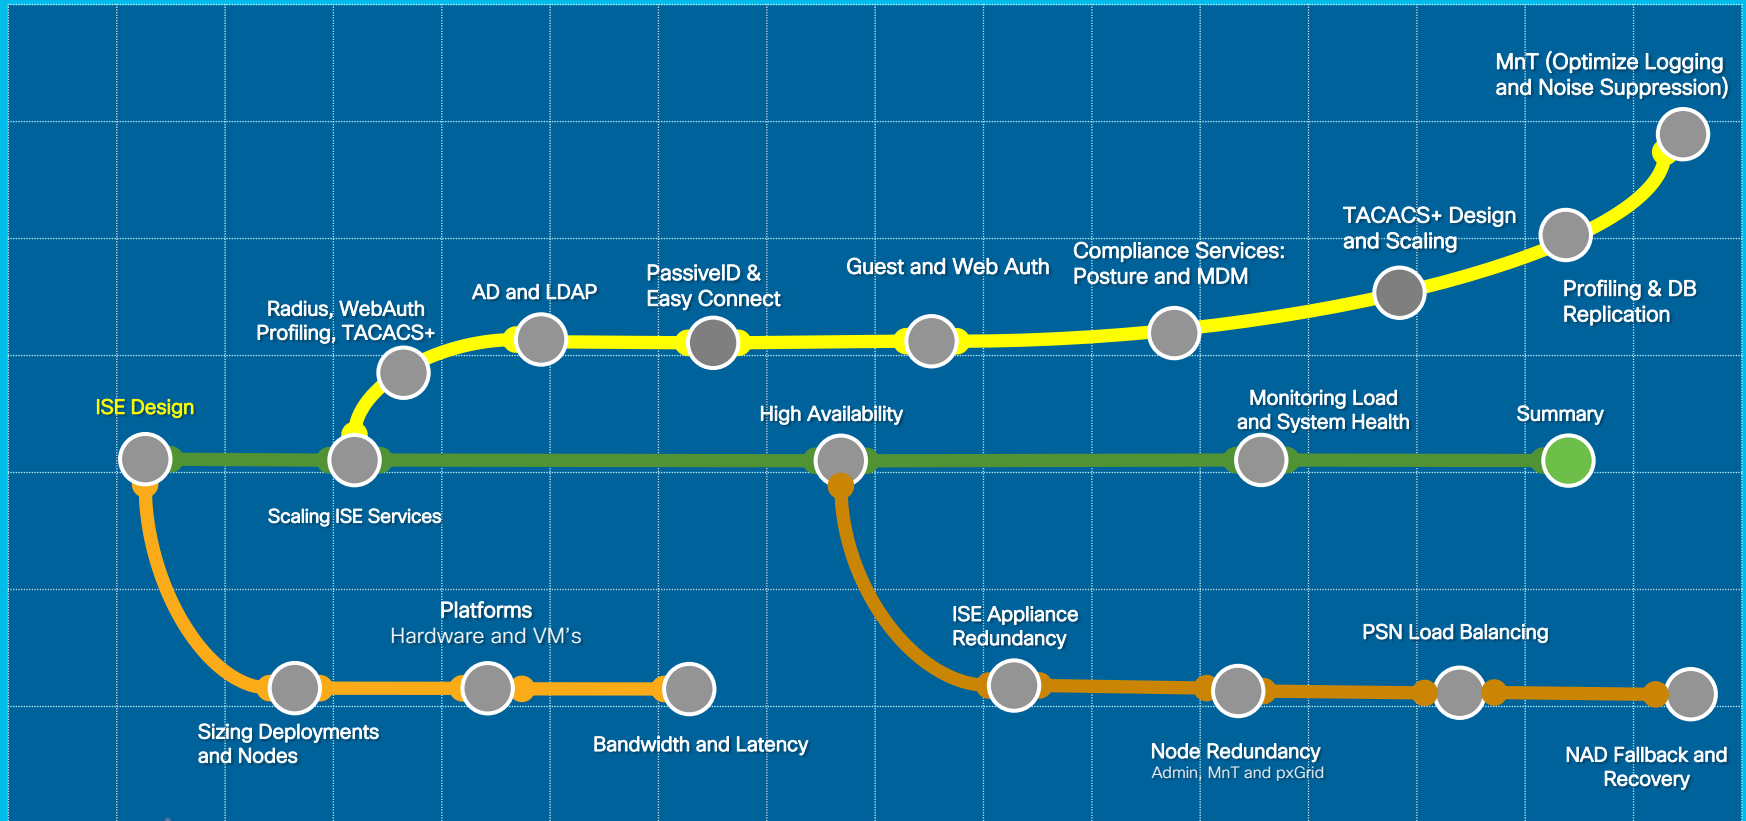 MnT (Optimize Logging
and Noise Suppression)
TACACS+ Design
and Scaling
Compliance Services:
Posture and MDM
Guest and Web Auth
PassiveID &
Easy Connect
AD and LDAP
Radius, WebAuth
Profiling, TACACS+
Profiling & DB
Replication
ISE Design
High Availability
Monitoring Load
and System Health
Summary
Scaling ISE Services
Platforms
Hardware and VM's
ISE Appliance
Redundancy
PSN Load Balancing
Sizing Deployments
and Nodes
Bandwidth and Latency
Node Redundancy
Admin, MnT and pxGrid
NAD Fallback and
Recovery